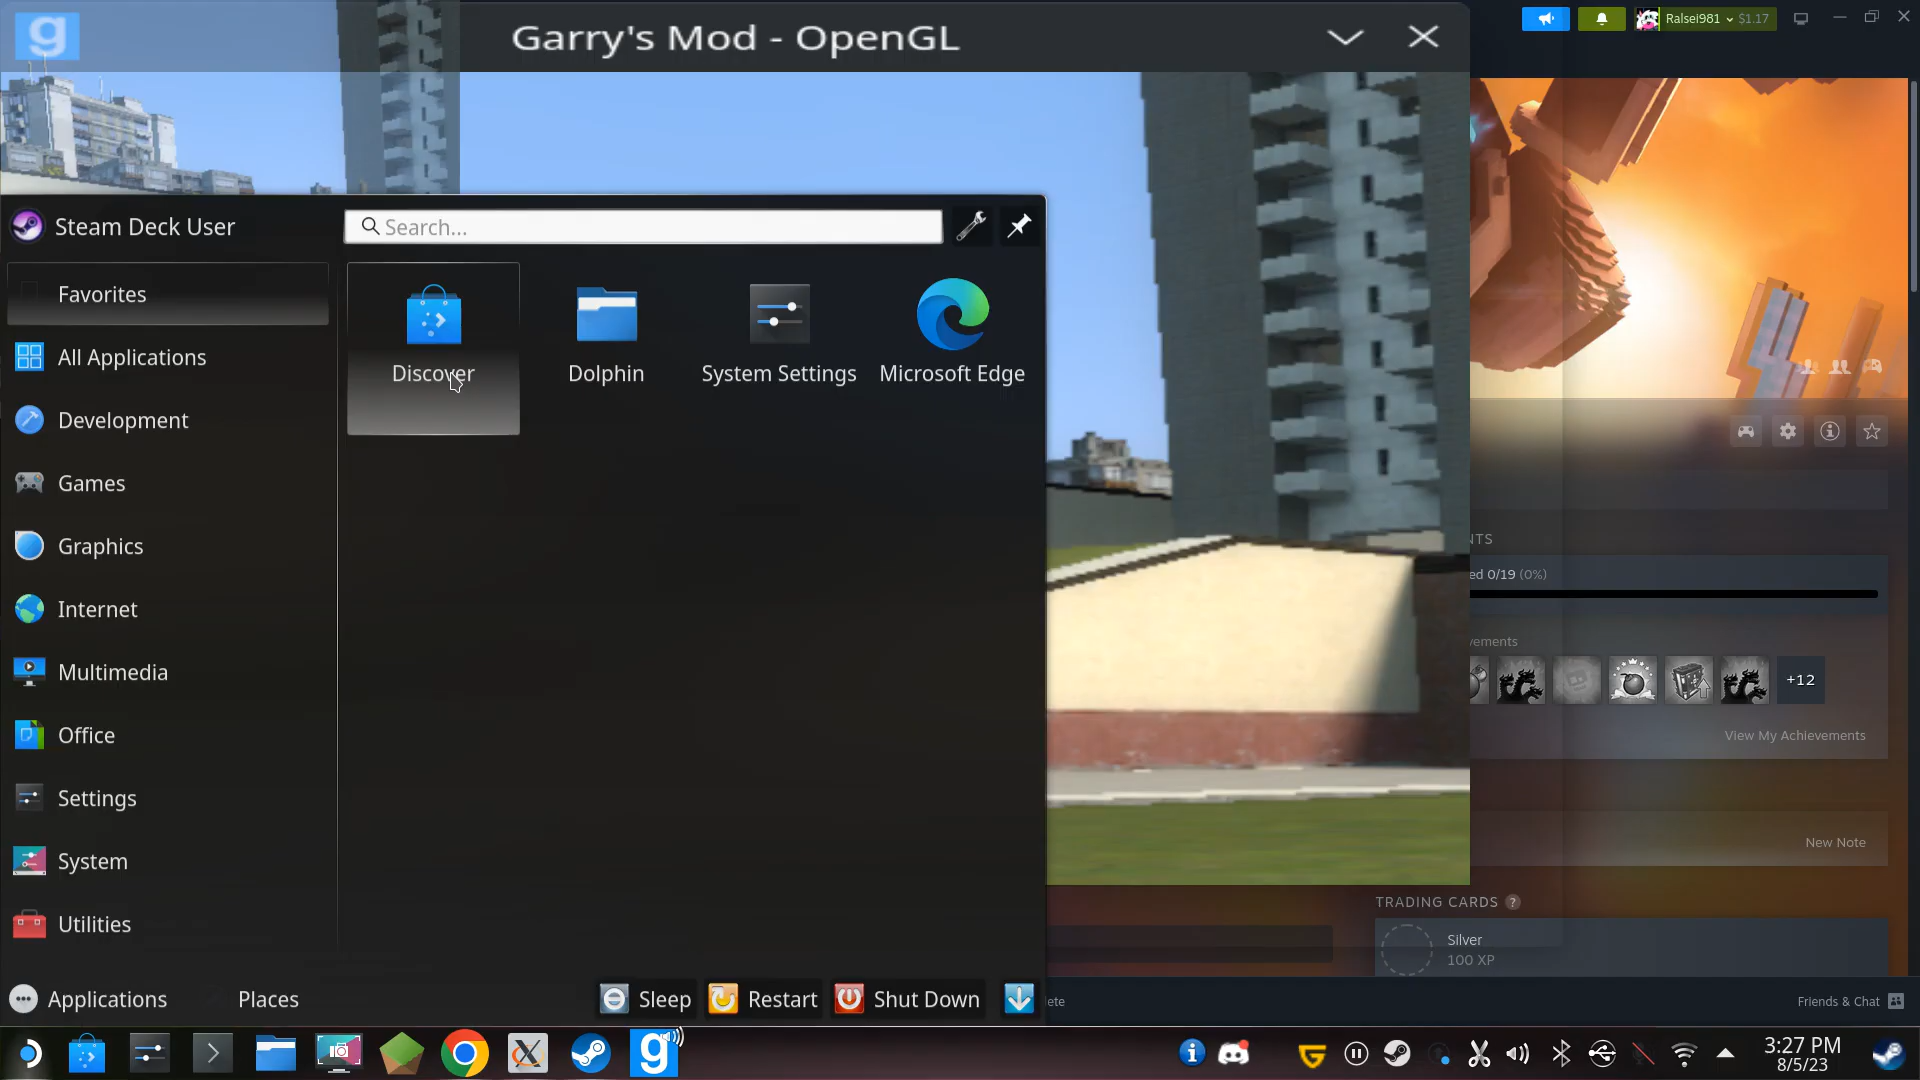 g
Garry's Mod - OpenGL
Ralsei981
$1.17
Steam Deck User
Search...
Favorites
All Applications
Development
Games
Graphics
Internet
Multimedia
Office
Settings
System
Utilities
Discover
Dolphin
System Settings
Microsoft Edge
Applications
Places
Sleep
Restart
Shut Down
NTS
ed 0/19 (0%)
vements
+12
View My Achievements
New Note
TRADING CARDS ?
Silver
100 XP
ete
Friends & Chat
g
3:27 PM
8/5/23